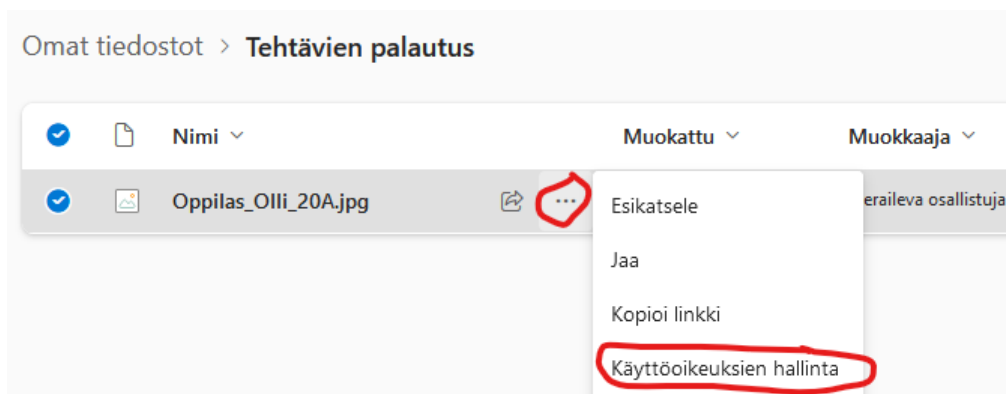 Omat tiedostot > Tehtävien palautus
Nimi Muokattu Muokkaaja
Oppilas_Olli_20A.jpg ... Esikatsele eraileva osallistuja
Jaa
Kopioi linkki
Käyttöoikeuksien hallinta